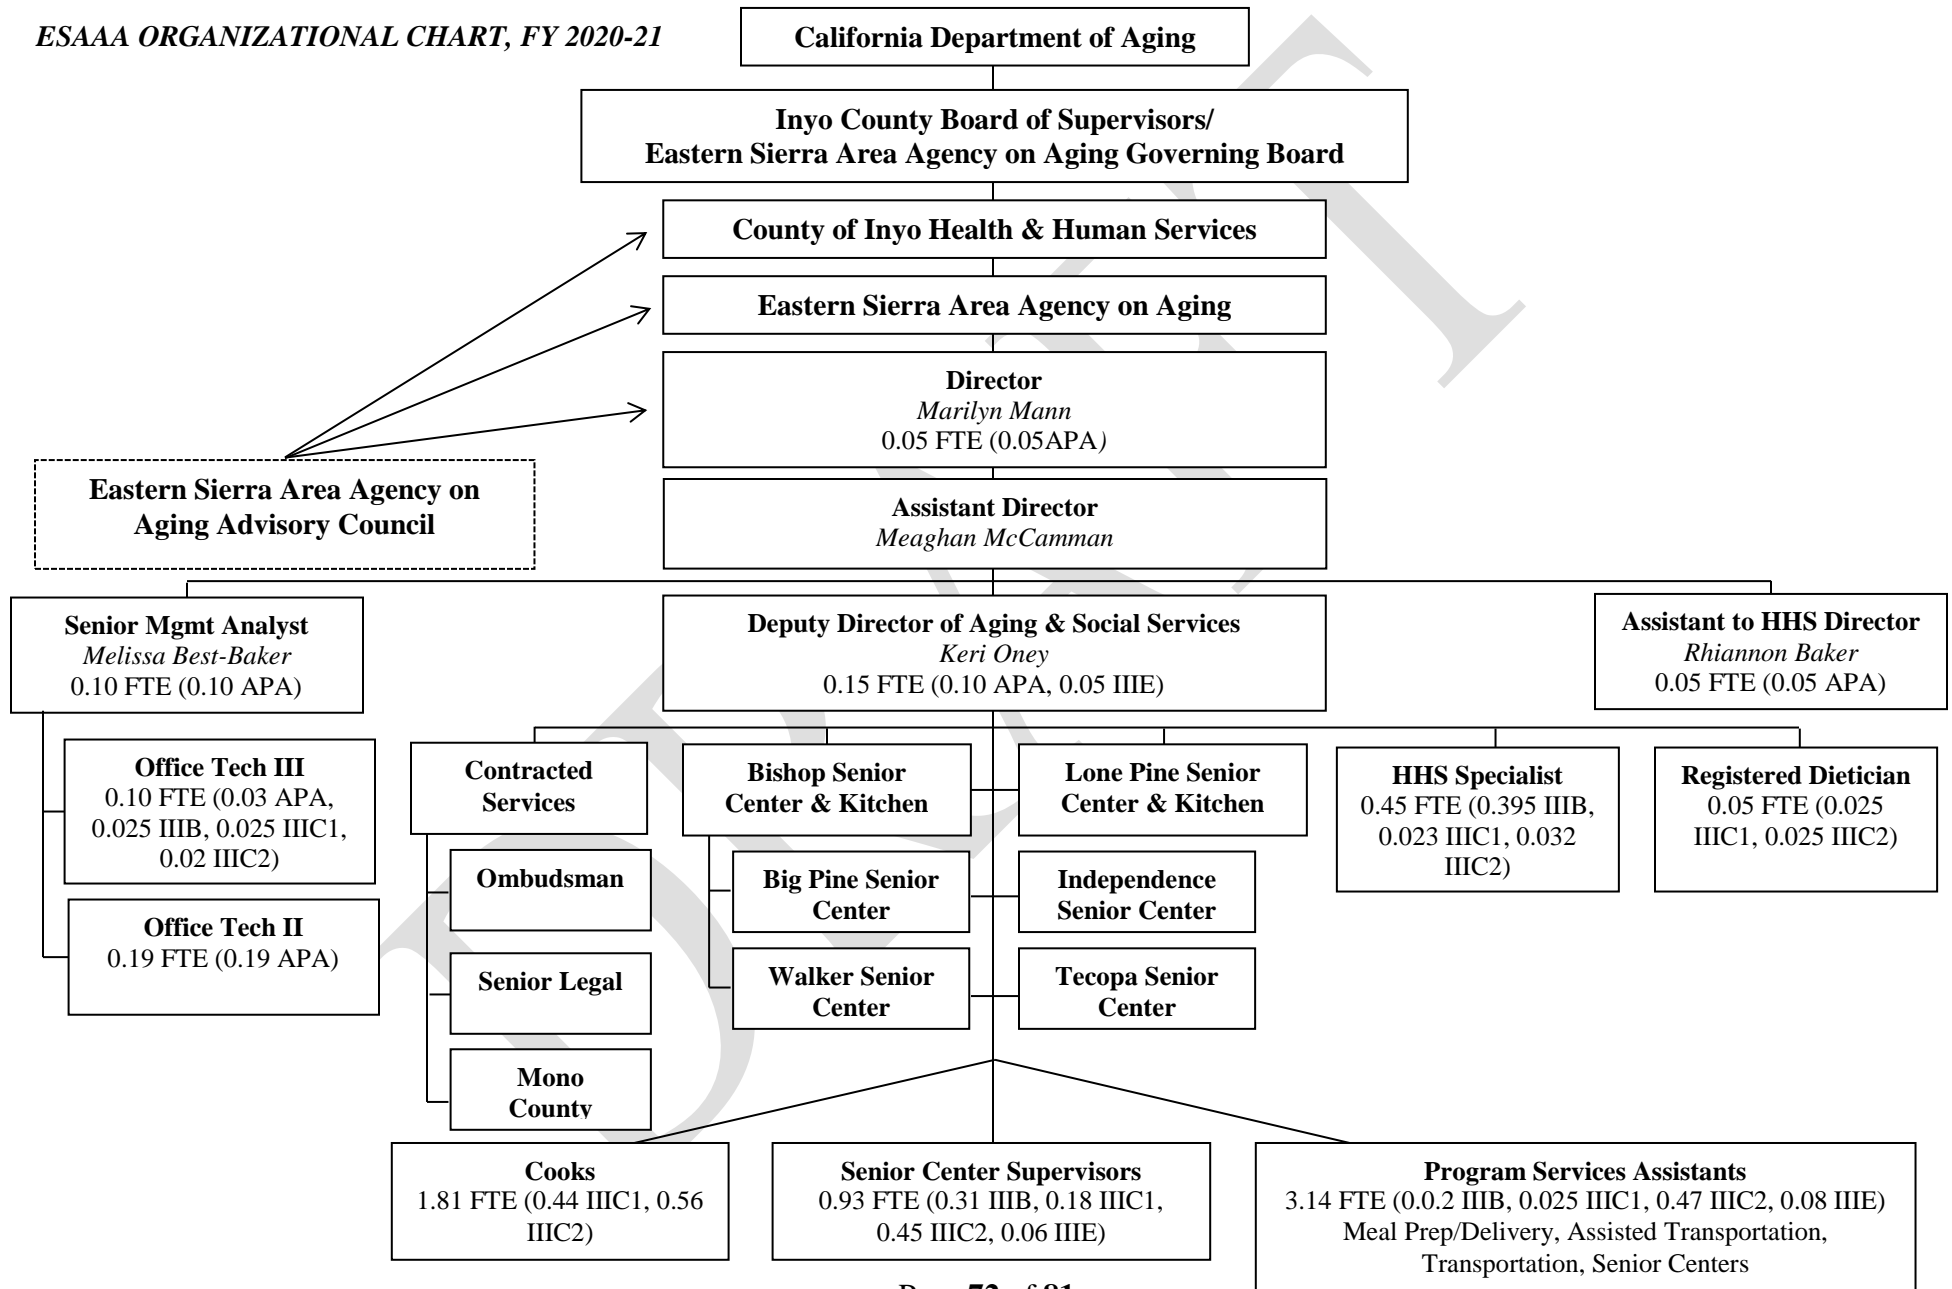 ESAAA ORGANIZATIONAL CHART, FY 2020-21
California Department of Aging
Inyo County Board of Supervisors/
Eastern Sierra Area Agency on Aging Governing Board
County of Inyo Health & Human Services
Eastern Sierra Area Agency on Aging
Director
Marilyn Mann
0.05 FTE (0.05APA)
Eastern Sierra Area Agency on
Aging Advisory Council
Assistant Director
Meaghan McCamman
Senior Mgmt Analyst
Melissa Best-Baker
0.10 FTE (0.10 APA)
Deputy Director of Aging & Social Services
Keri Oney
0.15 FTE (0.10 APA, 0.05 IIIE)
Assistant to HHS Director
Rhiannon Baker
0.05 FTE (0.05 APA)
Office Tech III
0.10 FTE (0.03 APA,
0.025 IIIB, 0.025 IIIC1,
0.02 IIIC2)
Office Tech II
0.19 FTE (0.19 APA)
Contracted
Services
Ombudsman
Senior Legal
Mono
County
Bishop Senior
Center & Kitchen
Big Pine Senior
Center
Walker Senior
Center
Lone Pine Senior
Center & Kitchen
Independence
Senior Center
Tecopa Senior
Center
HHS Specialist
0.45 FTE (0.395 IIIB,
0.023 IIIC1, 0.032
IIIC2)
Registered Dietician
0.05 FTE (0.025
IIIC1, 0.025 IIIC2)
Cooks
1.81 FTE (0.44 IIIC1, 0.56
IIIC2)
Senior Center Supervisors
0.93 FTE (0.31 IIIB, 0.18 IIIC1,
0.45 IIIC2, 0.06 IIIE)
Program Services Assistants
3.14 FTE (0.0.2 IIIB, 0.025 IIIC1, 0.47 IIIC2, 0.08 IIIE)
Meal Prep/Delivery, Assisted Transportation,
Transportation, Senior Centers
Page 72 of 81
DRAFT